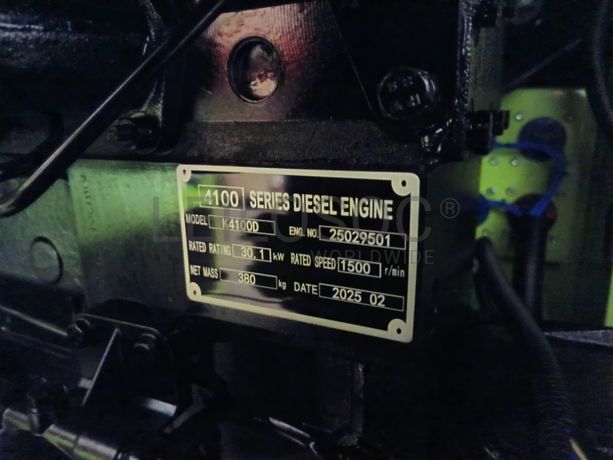 4100 SERIES DIESEL ENGINE
MODEL K4100D ENG. NO. 25029501
RATED RATING 30.1 kW RATED SPEED 1500 r/min
NET MASS 380 kg DATE 2025 02
WORLDWIDE